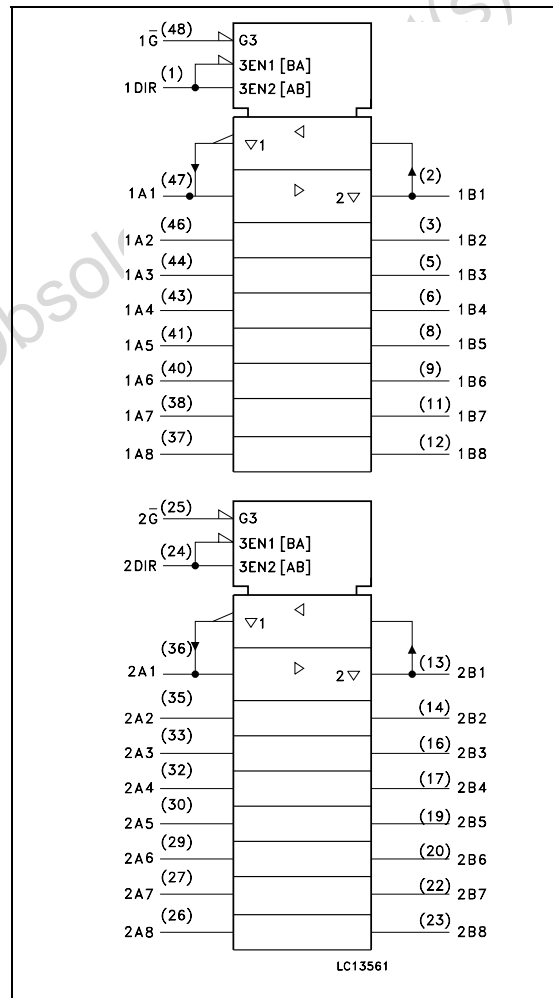 r(s)
1G̅ (48) G3
3EN1 [BA]
1DIR (1) 3EN2 [AB]
▽1 ◁
1A1 (47) ▷ 2▽ (2) 1B1
1A2 (46) (3) 1B2
1A3 (44) (5) 1B3
1A4 (43) (6) 1B4
1A5 (41) (8) 1B5
1A6 (40) (9) 1B6
1A7 (38) (11) 1B7
1A8 (37) (12) 1B8
2G̅ (25) G3
3EN1 [BA]
2DIR (24) 3EN2 [AB]
▽1 ◁
2A1 (36) ▷ 2▽ (13) 2B1
2A2 (35) (14) 2B2
2A3 (33) (16) 2B3
2A4 (32) (17) 2B4
2A5 (30) (19) 2B5
2A6 (29) (20) 2B6
2A7 (27) (22) 2B7
2A8 (26) (23) 2B8
LC13561